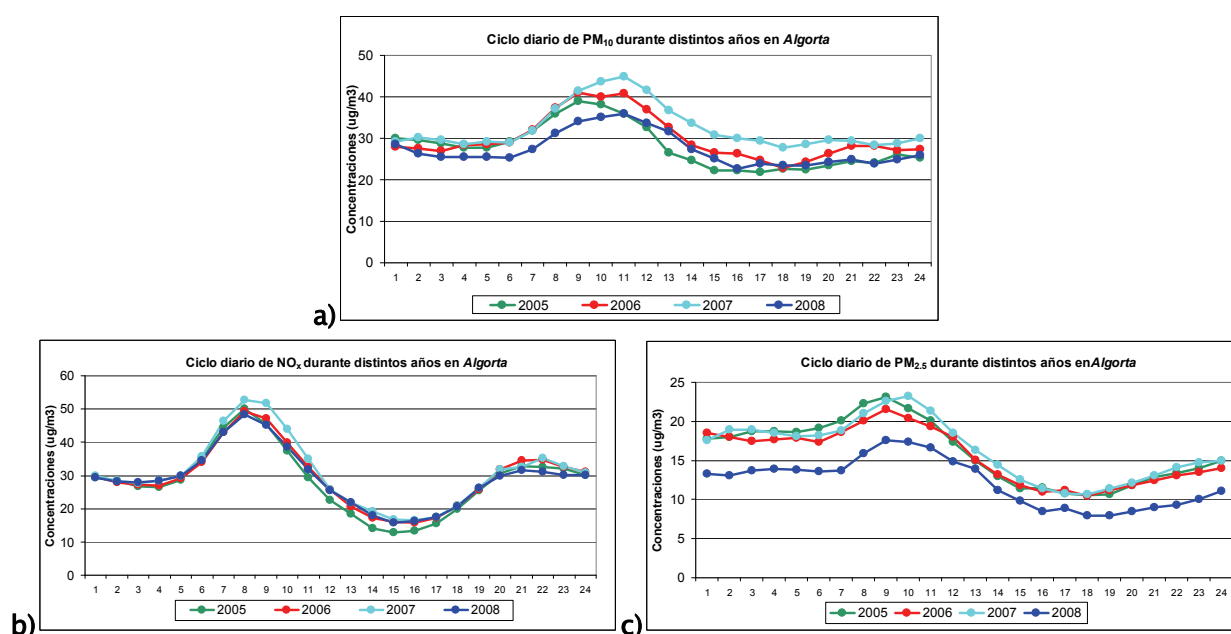 Ciclo diario de PM10 durante distintos años en Algorta
Concentraciones (ug/m3)
50
40
30
20
10
0
1 2 3 4 5 6 7 8 9 10 11 12 13 14 15 16 17 18 19 20 21 22 23 24
2005 2006 2007 2008
a)
Ciclo diario de NOx durante distintos años en Algorta
Concentraciones (ug/m3)
60
50
40
30
20
10
0
1 2 3 4 5 6 7 8 9 10 11 12 13 14 15 16 17 18 19 20 21 22 23 24
2005 2006 2007 2008
b)
Ciclo diario de PM2.5 durante distintos años enAlgorta
Concentraciones (ug/m3)
25
20
15
10
5
0
1 2 3 4 5 6 7 8 9 10 11 12 13 14 15 16 17 18 19 20 21 22 23 24
2005 2006 2007 2008
c)